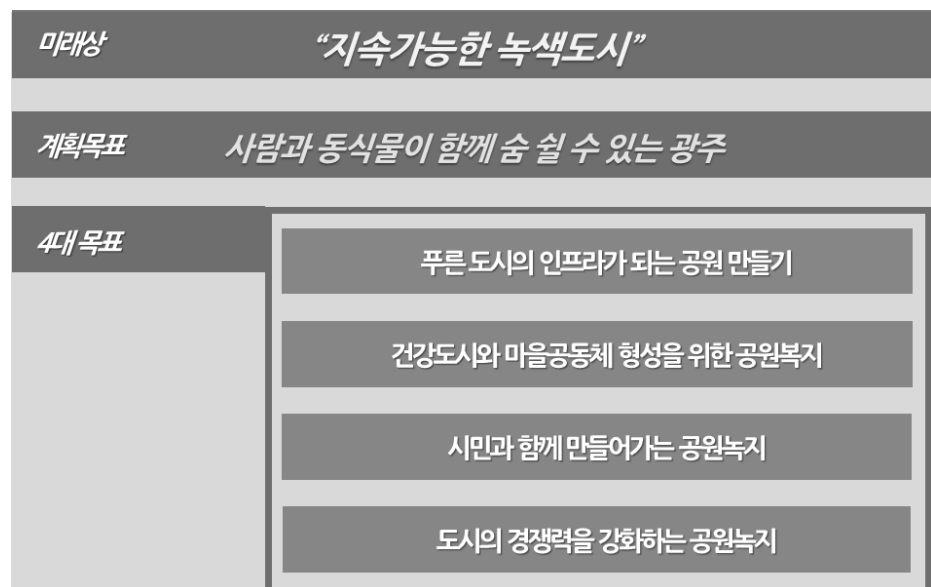 미래상
“지속가능한 녹색도시”
계획목표
사람과 동식물이 함께 숨 쉴 수 있는 광주
4대 목표
푸른 도시의 인프라가 되는 공원 만들기
건강도시와 마을공동체 형성을 위한 공원복지
시민과 함께 만들어가는 공원녹지
도시의 경쟁력을 강화하는 공원녹지